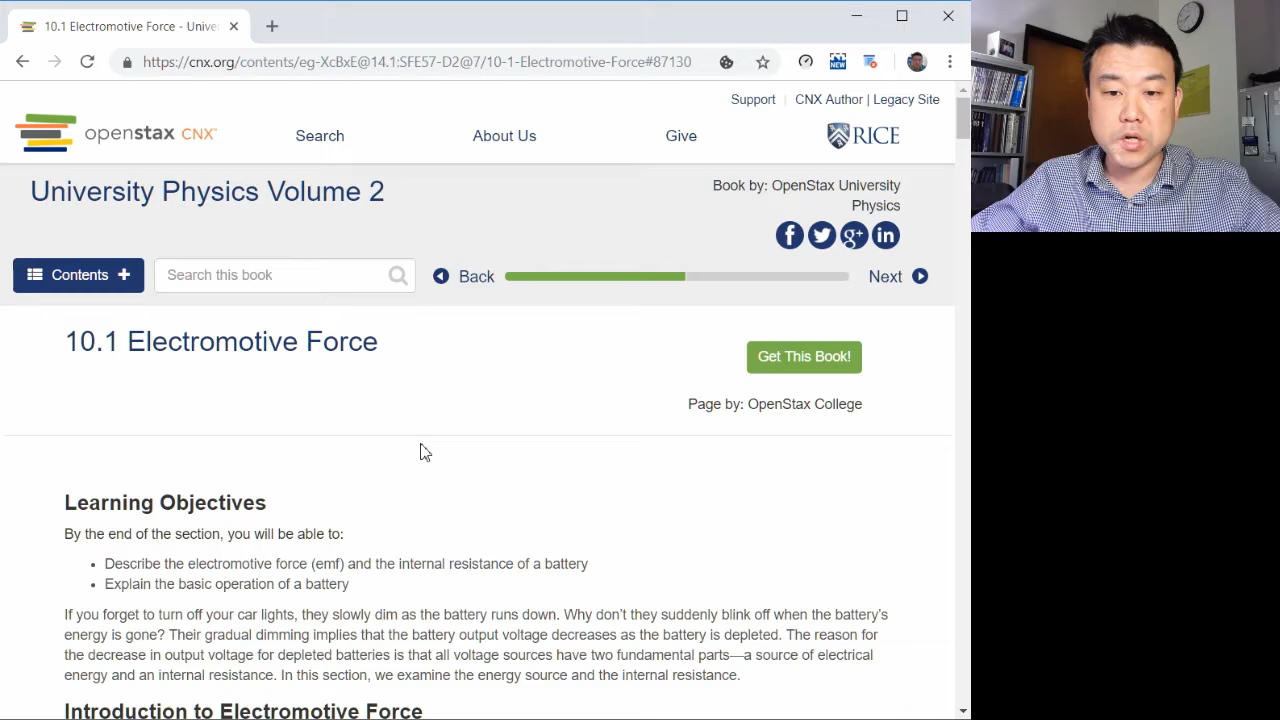 10.1 Electromotive Force - Unive
https://cnx.org/contents/eg-XcBxE@14.1:SFE57-D2@7/10-1-Electromotive-Force#87130
NEW
Support | CNX Author | Legacy Site
openstax CNX™
Search
About Us
Give
RICE
University Physics Volume 2
Book by: OpenStax University
Physics
Contents +
Search this book
Back
Next
10.1 Electromotive Force
Get This Book!
Page by: OpenStax College
Learning Objectives
By the end of the section, you will be able to:
• Describe the electromotive force (emf) and the internal resistance of a battery
• Explain the basic operation of a battery
If you forget to turn off your car lights, they slowly dim as the battery runs down. Why don’t they suddenly blink off when the battery’s
energy is gone? Their gradual dimming implies that the battery output voltage decreases as the battery is depleted. The reason for
the decrease in output voltage for depleted batteries is that all voltage sources have two fundamental parts—a source of electrical
energy and an internal resistance. In this section, we examine the energy source and the internal resistance.
Introduction to Electromotive Force